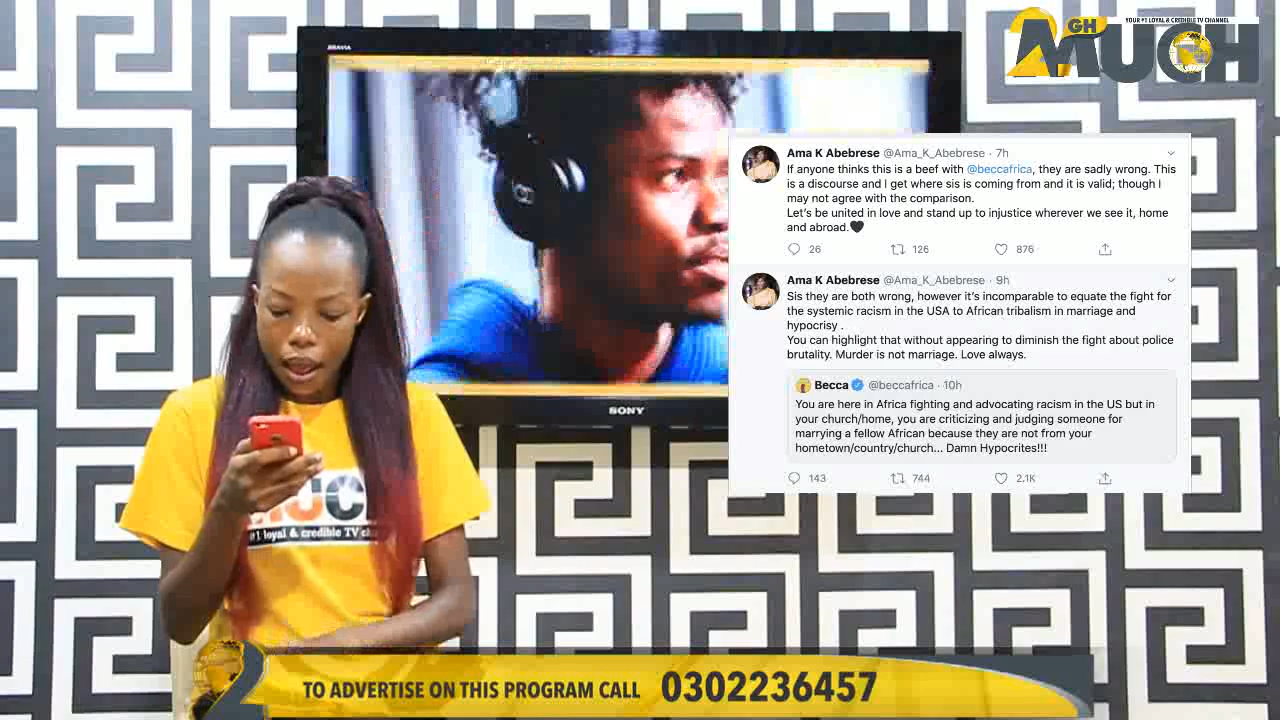 BRAVIA
YOUR #1 LOYAL & CREDIBLE TV CHANNEL
2 GH
MUCH
Ama K Abebrese @Ama_K_Abebrese · 7h
If anyone thinks this is a beef with @beccafrica, they are sadly wrong. This
is a discourse and I get where sis is coming from and it is valid; though I
may not agree with the comparison.
Let's be united in love and stand up to injustice wherever we see it, home
and abroad.🖤
26 126 876
Ama K Abebrese @Ama_K_Abebrese · 9h
Sis they are both wrong, however it's incomparable to equate the fight for
the systemic racism in the USA to African tribalism in marriage and
hypocrisy .
You can highlight that without appearing to diminish the fight about police
brutality. Murder is not marriage. Love always.
Becca @beccafrica · 10h
You are here in Africa fighting and advocating racism in the US but in
your church/home, you are criticizing and judging someone for
marrying a fellow African because they are not from your
hometown/country/church... Damn Hypocrites!!!
143 744 2.1K
SONY
#1 loyal & credible TV
2
TO ADVERTISE ON THIS PROGRAM CALL 0302236457